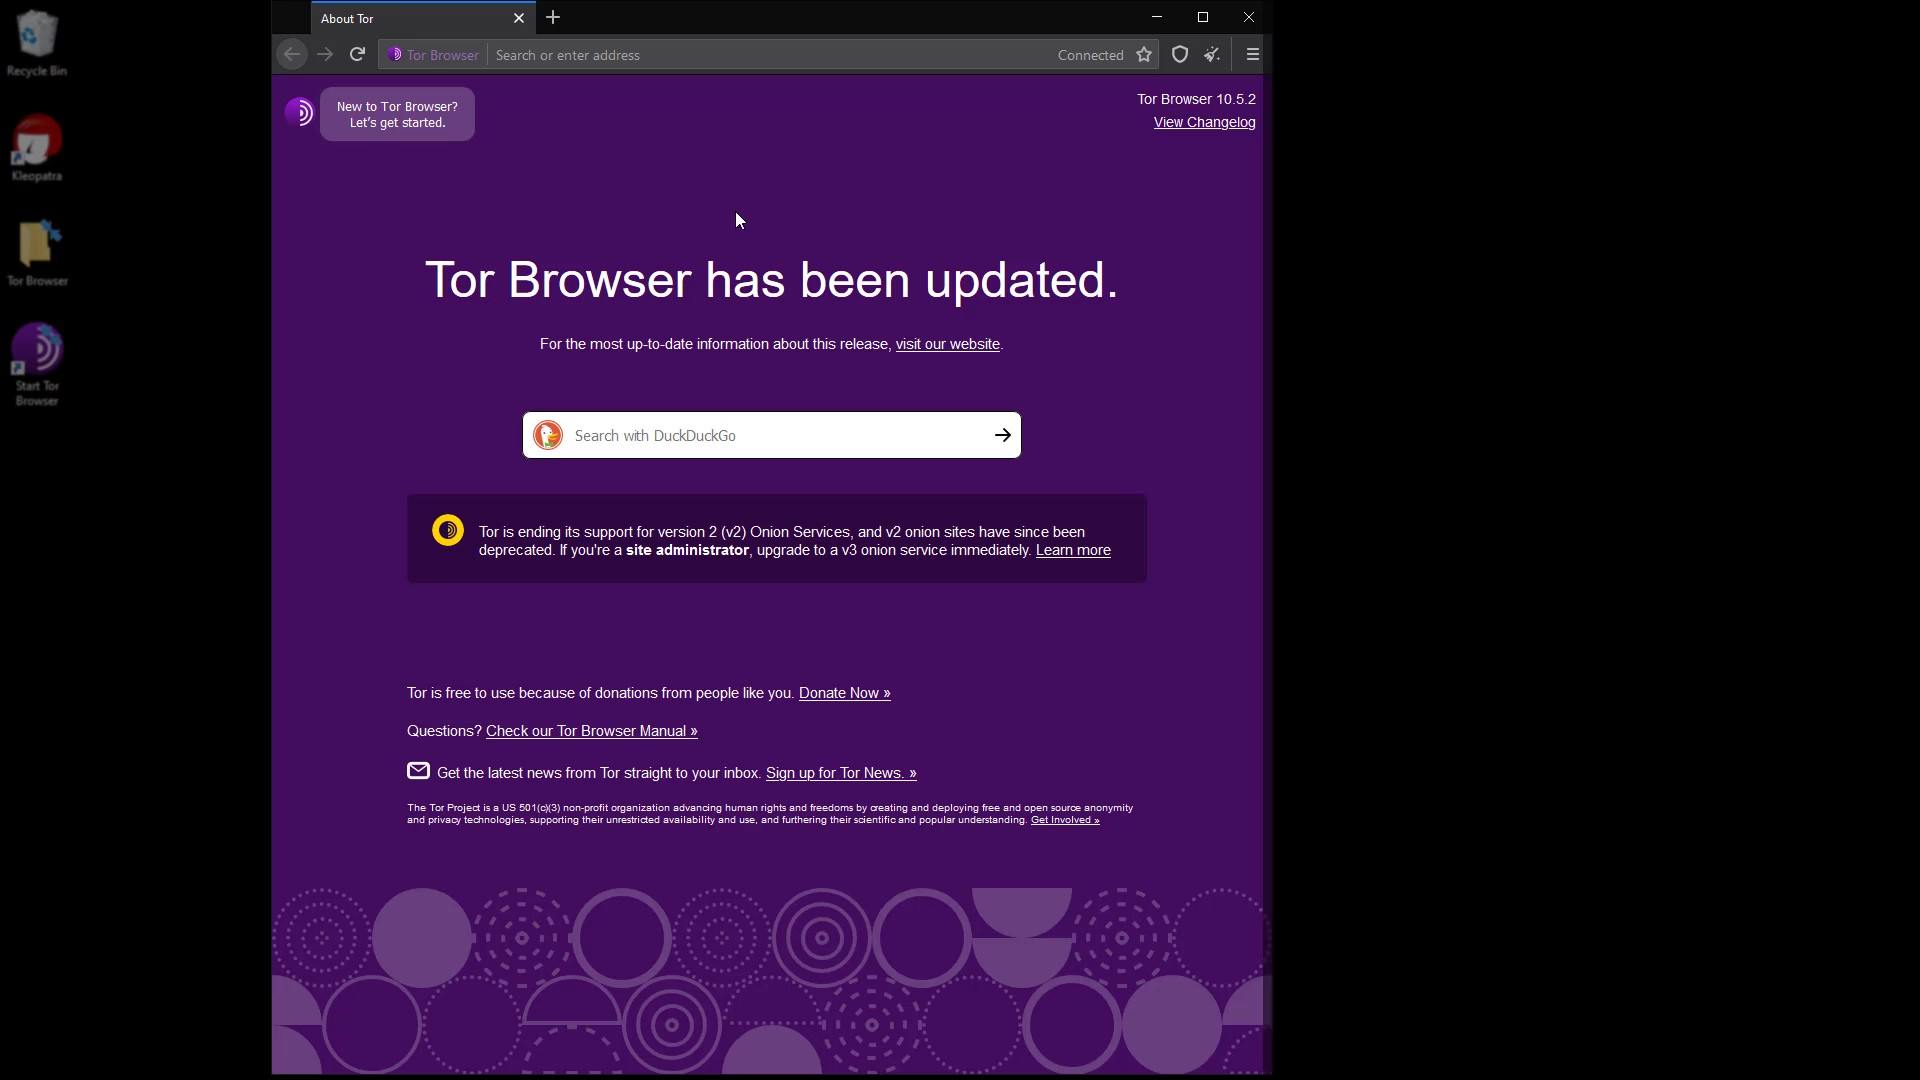 Recycle Bin
Kleopatra
Tor Browser
Start Tor
Browser
About Tor
Tor Browser
Search or enter address
Connected
New to Tor Browser?
Let's get started.
Tor Browser 10.5.2
View Changelog
Tor Browser has been updated.
For the most up-to-date information about this release, visit our website.
Search with DuckDuckGo
Tor is ending its support for version 2 (v2) Onion Services, and v2 onion sites have since been
deprecated. If you're a site administrator, upgrade to a v3 onion service immediately. Learn more
Tor is free to use because of donations from people like you. Donate Now »
Questions? Check our Tor Browser Manual »
Get the latest news from Tor straight to your inbox. Sign up for Tor News. »
The Tor Project is a US 501(c)(3) non-profit organization advancing human rights and freedoms by creating and deploying free and open source anonymity
and privacy technologies, supporting their unrestricted availability and use, and furthering their scientific and popular understanding. Get Involved »